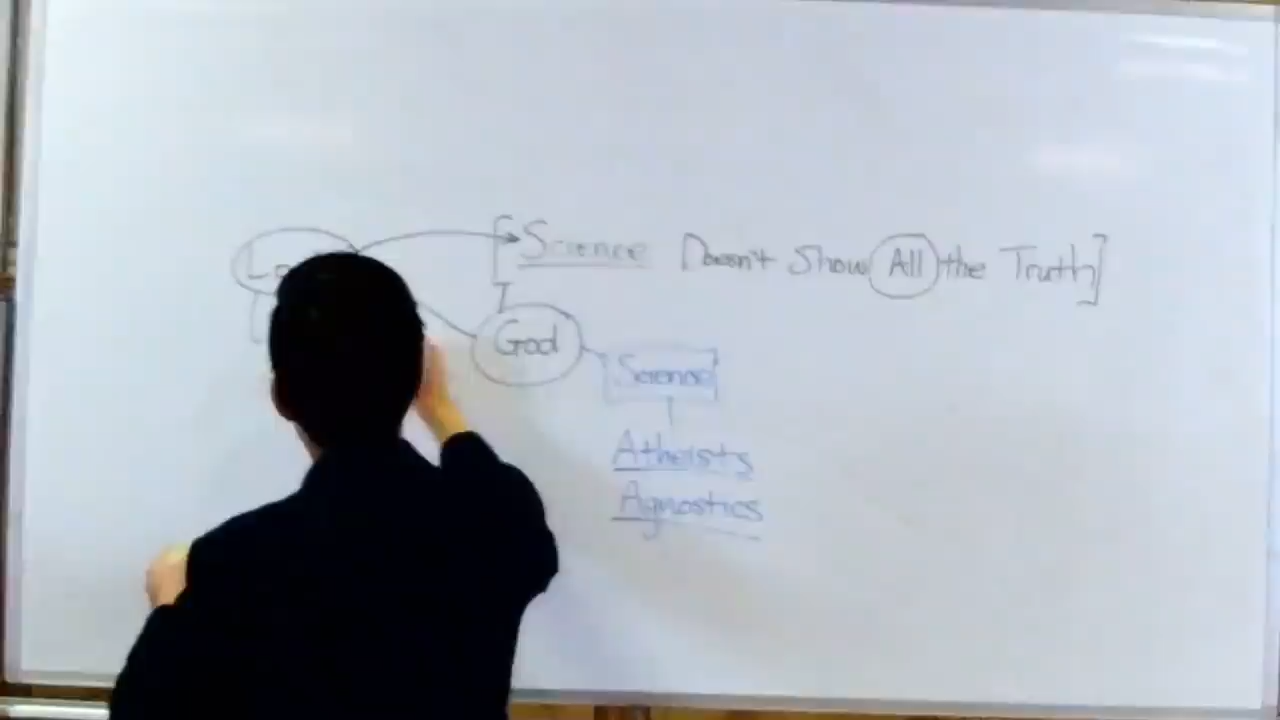 Science Doesn't Show All the Truth]
God
Science
Atheists
Agnostics